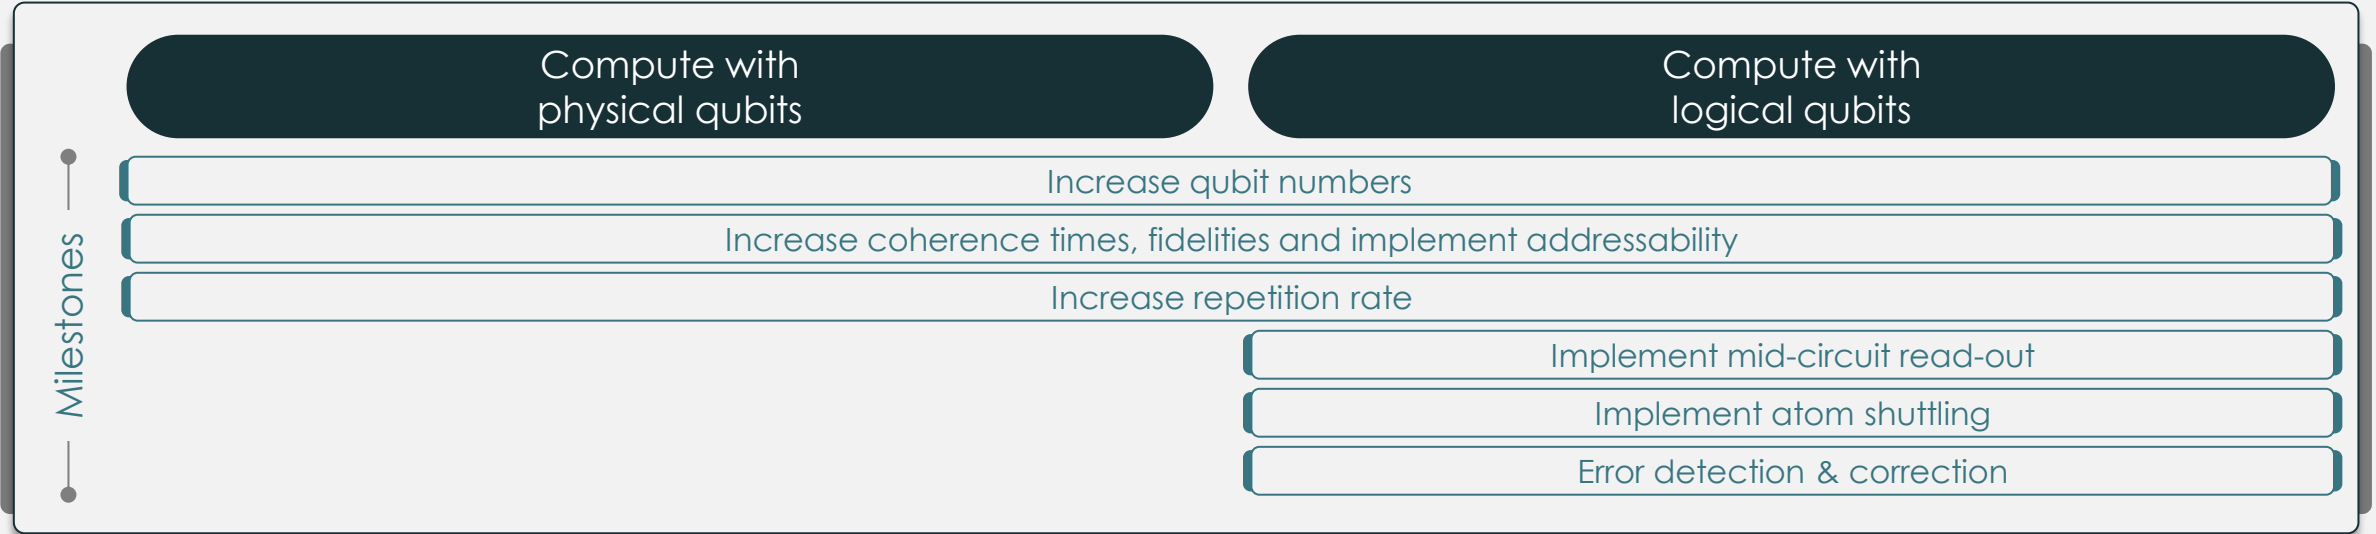 Compute with
physical qubits
Compute with
logical qubits
Milestones
Increase qubit numbers
Increase coherence times, fidelities and implement addressability
Increase repetition rate
Implement mid-circuit read-out
Implement atom shuttling
Error detection & correction